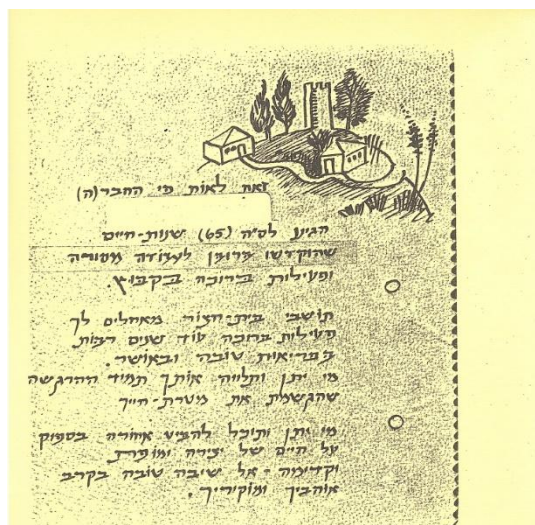 זאת לאות כי החבר(ה)
הגיע לס"ה (65) שנות-חיים
שהוקדשו ברובן לעבודה מסורה
ופעילות ברוכה בקבוץ.
תושבי בית-חצור מאחלים לך
פעילות ברוכה עוד שנים רבות
בבריאות טובה ובאושר.
מי יתן ותלווה אותך תמיד ההרגשה
שהגשמת את מטרת-חייך
מי יתן ותוכל להביט אחורה בסיפוק
על חיים של יצירה ומופרת
וקדימה - אל שיבה טובה בקרב
אוהביך ומוקיריך.